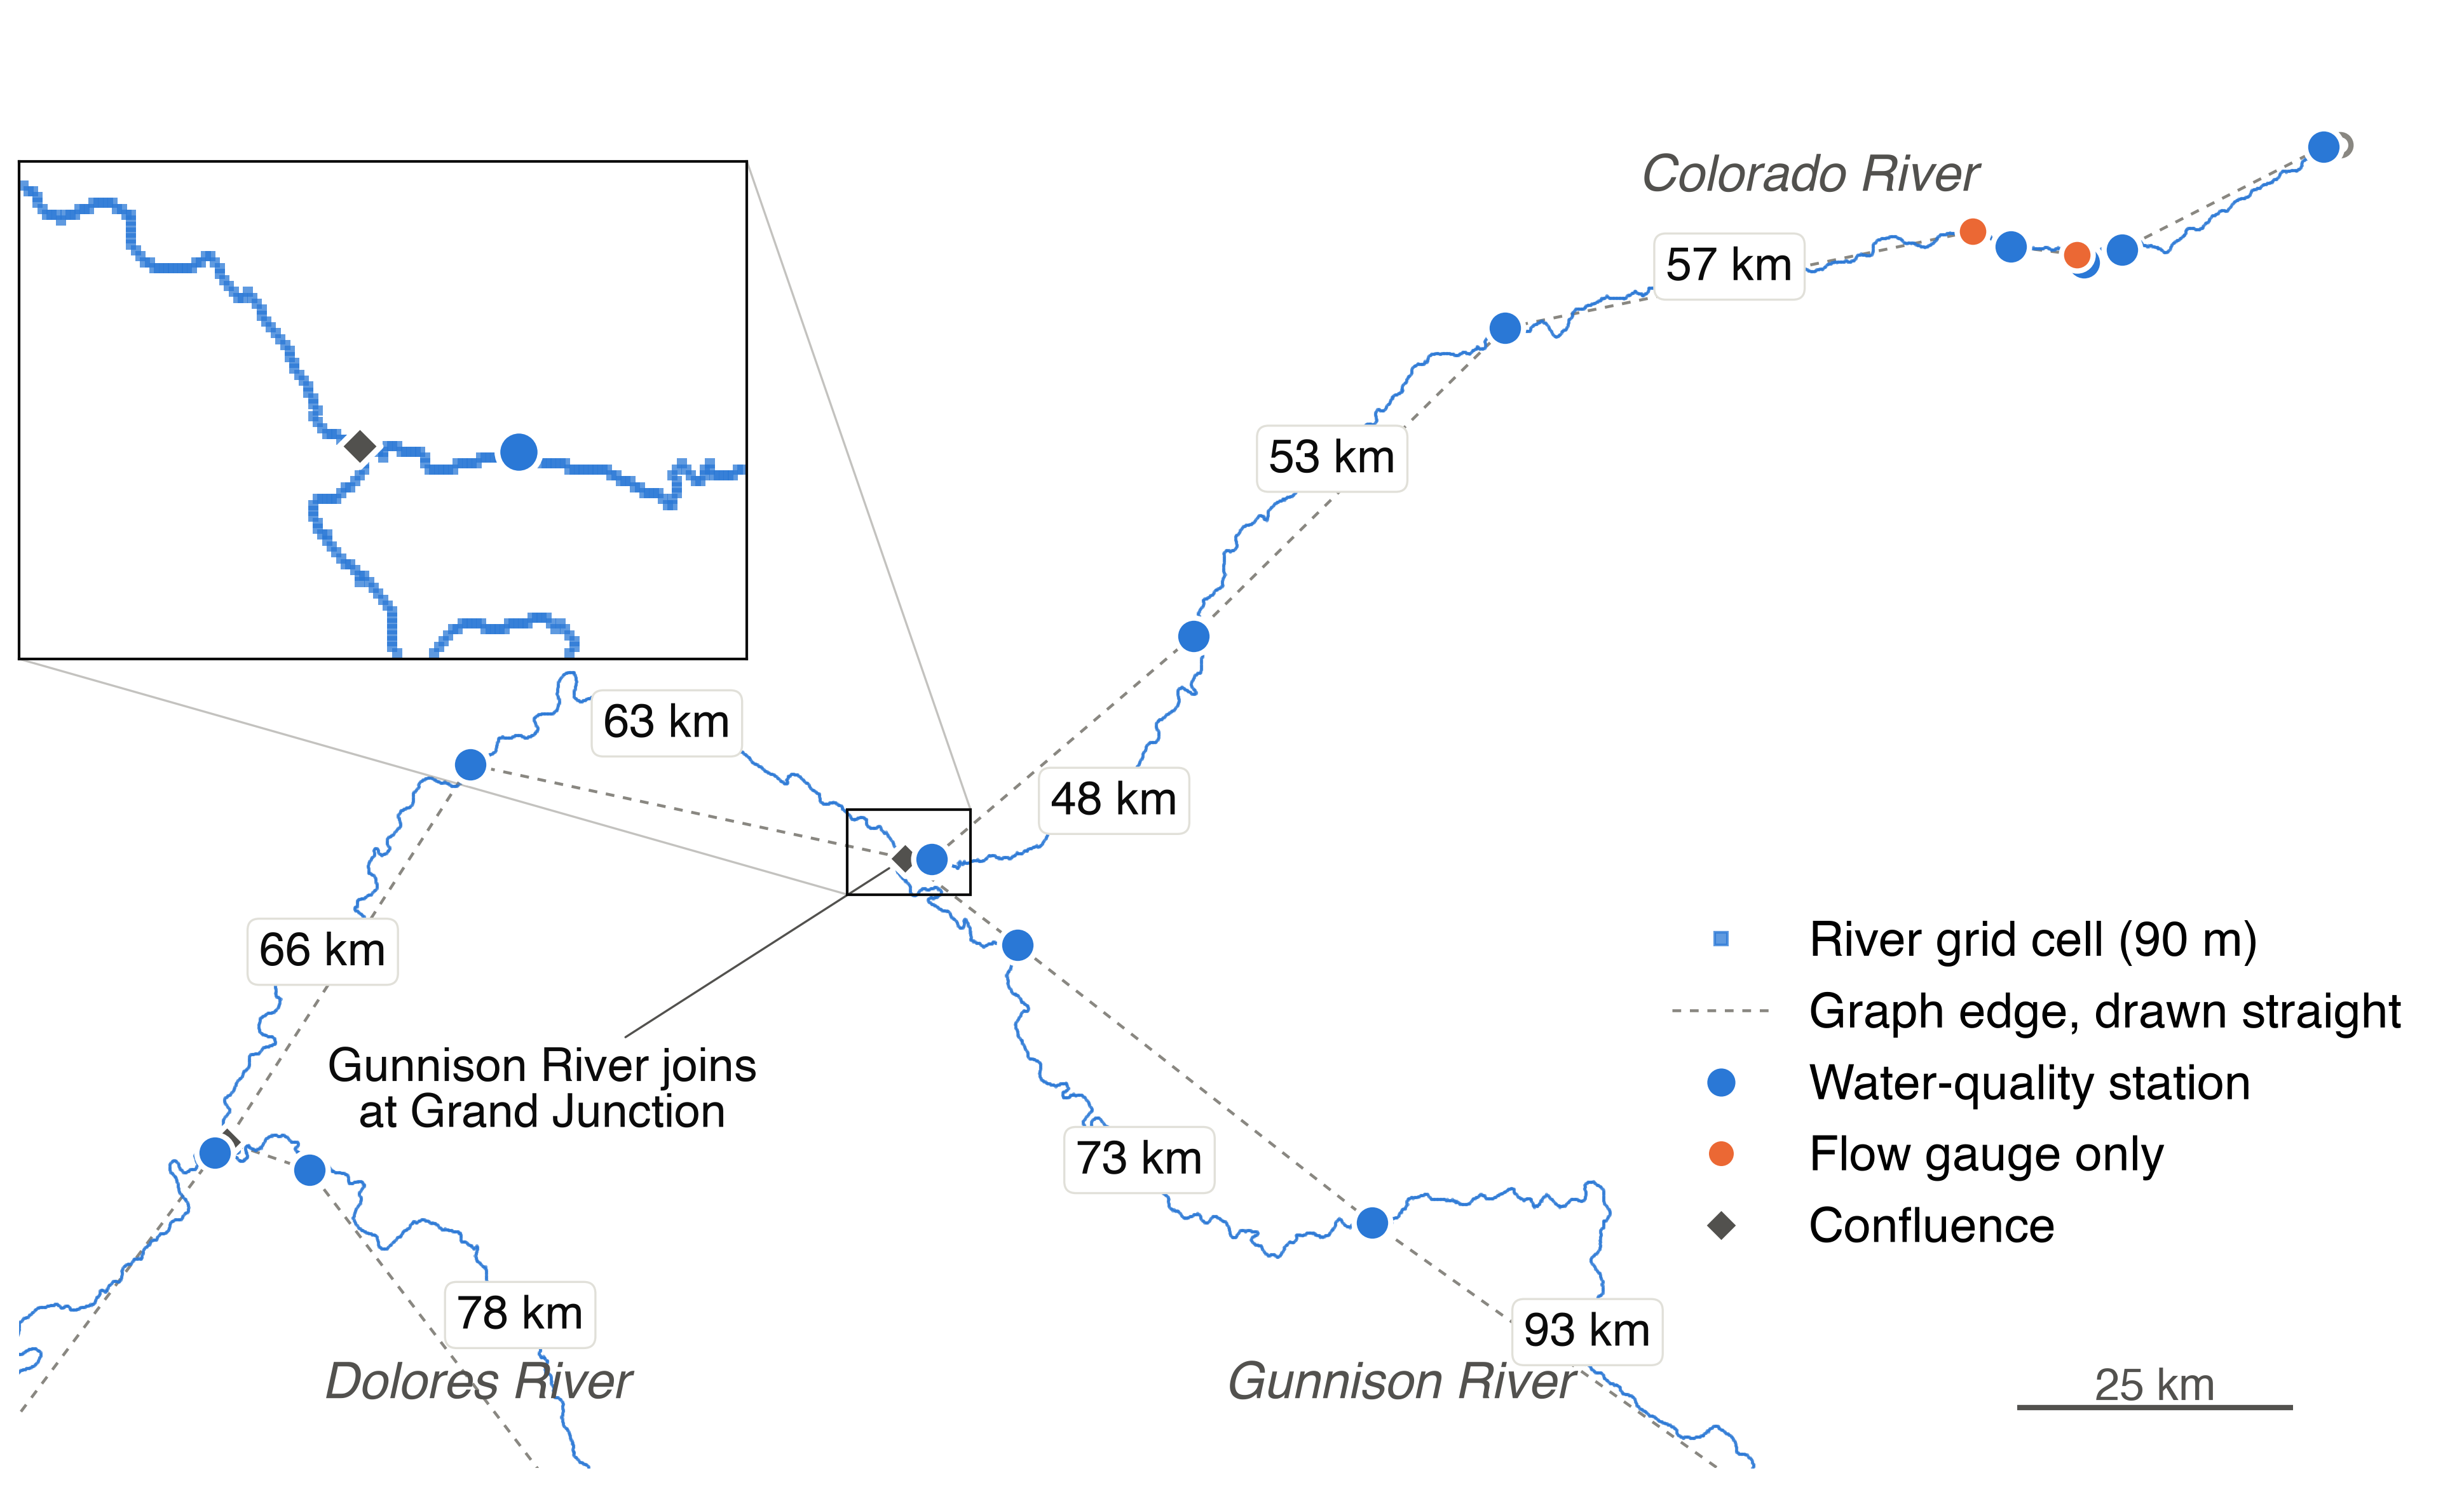 Colorado River
57 km
53 km
63 km
48 km
66 km
Gunnison River joins
at Grand Junction
73 km
78 km
93 km
Dolores River
Gunnison River
River grid cell (90 m)
Graph edge, drawn straight
Water-quality station
Flow gauge only
Confluence
25 km